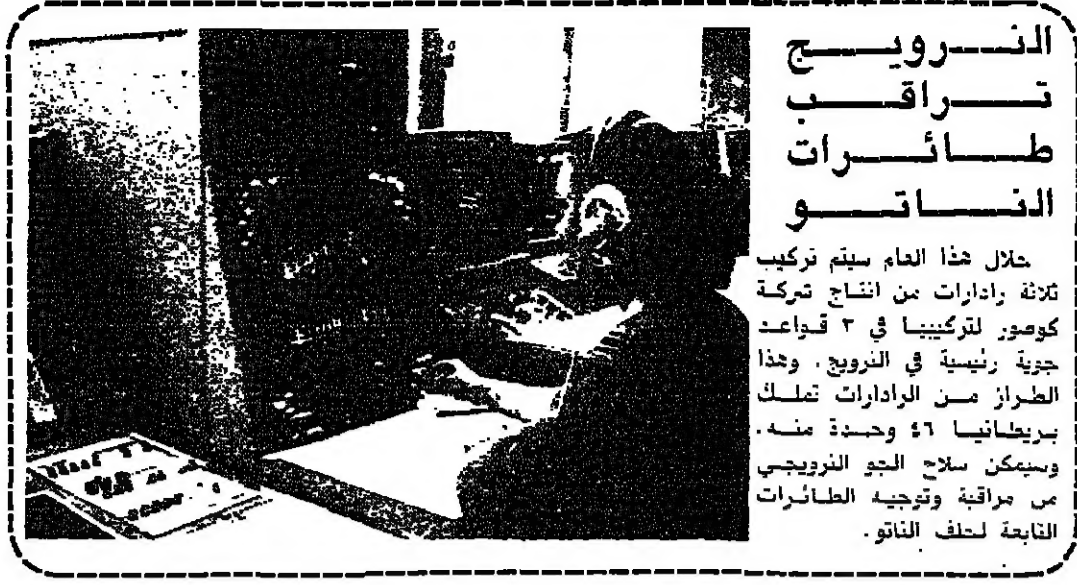 النرويج
تراقب
طائرات
الناتو
خلال هذا العام سيتم تركيب
ثلاثة رادارات من انتاج شركة
كوصور لتركيبها في ٣ قواعد
جوية رئيسية في النرويج. وهذا
الطراز من الرادارات تملك
بريطانيا ٤٦ وحدة منه.
وسيمكن سلاح الجو النرويجي
من مراقبة وتوجيه الطائرات
التابعة لحلف الناتو.